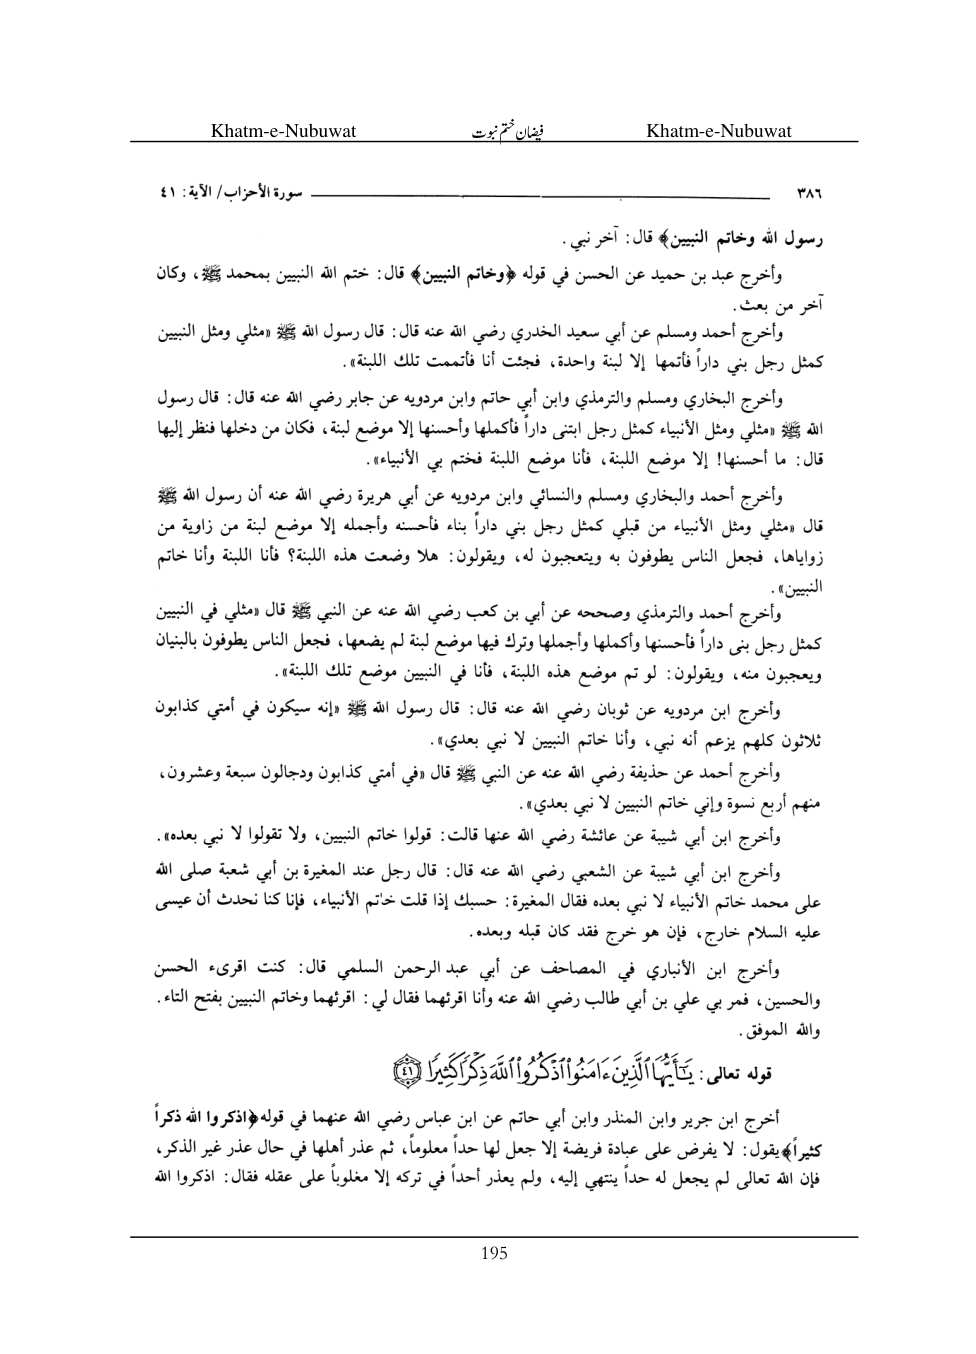 Khatm-e-Nubuwat فیضان ختم نبوت Khatm-e-Nubuwat
٣٨٦ سورة الأحزاب/ الآية: ٤١
رسول الله وخاتم النبيين﴾ قال: آخر نبي.
وأخرج عبد بن حميد عن الحسن في قوله ﴿وخاتم النبيين﴾ قال: ختم الله النبيين بمحمد ﷺ، وكان
آخر من بعث.
وأخرج أحمد ومسلم عن أبي سعيد الخدري رضي الله عنه قال: قال رسول الله ﷺ «مثلي ومثل النبيين
كمثل رجل بني داراً فأتمها إلا لبنة واحدة، فجئت أنا فأتممت تلك اللبنة».
وأخرج البخاري ومسلم والترمذي وابن أبي حاتم وابن مردويه عن جابر رضي الله عنه قال: قال رسول
الله ﷺ «مثلي ومثل الأنبياء كمثل رجل ابتنى داراً فأكملها وأحسنها إلا موضع لبنة، فكان من دخلها فنظر إليها
قال: ما أحسنها! إلا موضع اللبنة، فأنا موضع اللبنة فختم بي الأنبياء».
وأخرج أحمد والبخاري ومسلم والنسائي وابن مردويه عن أبي هريرة رضي الله عنه أن رسول الله ﷺ
قال «مثلي ومثل الأنبياء من قبلي كمثل رجل بني داراً بناء فأحسنه وأجمله إلا موضع لبنة من زاوية من
زواياها، فجعل الناس يطوفون به ويتعجبون له، ويقولون: هلا وضعت هذه اللبنة؟ فأنا اللبنة وأنا خاتم
النبيين».
وأخرج أحمد والترمذي وصححه عن أبي بن كعب رضي الله عنه عن النبي ﷺ قال «مثلي في النبيين
كمثل رجل بنى داراً فأحسنها وأكملها وأجملها وترك فيها موضع لبنة لم يضعها، فجعل الناس يطوفون بالبنيان
ويعجبون منه، ويقولون: لو تم موضع هذه اللبنة، فأنا في النبيين موضع تلك اللبنة».
وأخرج ابن مردويه عن ثوبان رضي الله عنه قال: قال رسول الله ﷺ «إنه سيكون في أمتي كذابون
ثلاثون كلهم يزعم أنه نبي، وأنا خاتم النبيين لا نبي بعدي».
وأخرج أحمد عن حذيفة رضي الله عنه عن النبي ﷺ قال «في أمتي كذابون ودجالون سبعة وعشرون،
منهم أربع نسوة وإني خاتم النبيين لا نبي بعدي».
وأخرج ابن أبي شيبة عن عائشة رضي الله عنها قالت: قولوا خاتم النبيين، ولا تقولوا لا نبي بعده».
وأخرج ابن أبي شيبة عن الشعبي رضي الله عنه قال: قال رجل عند المغيرة بن أبي شعبة صلى الله
على محمد خاتم الأنبياء لا نبي بعده فقال المغيرة: حسبك إذا قلت خاتم الأنبياء، فإنا كنا نحدث أن عيسى
عليه السلام خارج، فإن هو خرج فقد كان قبله وبعده.
وأخرج ابن الأنباري في المصاحف عن أبي عبد الرحمن السلمي قال: كنت اقرىء الحسن
والحسين، فمر بي علي بن أبي طالب رضي الله عنه وأنا اقرئهما فقال لي: اقرئهما وخاتم النبيين بفتح التاء.
والله الموفق.
قوله تعالى: يَٰٓأَيُّهَا ٱلَّذِينَ ءَامَنُوا۟ ٱذْكُرُوا۟ ٱللَّهَ ذِكْرًا كَثِيرًا ٤١
أخرج ابن جرير وابن المنذر وابن أبي حاتم عن ابن عباس رضي الله عنهما في قوله ﴿اذكروا الله ذكراً
كثيراً﴾ يقول: لا يفرض على عبادة فريضة إلا جعل لها حداً معلوماً، ثم عذر أهلها في حال عذر غير الذكر،
فإن الله تعالى لم يجعل له حداً ينتهي إليه، ولم يعذر أحداً في تركه إلا مغلوباً على عقله فقال: اذكروا الله
195